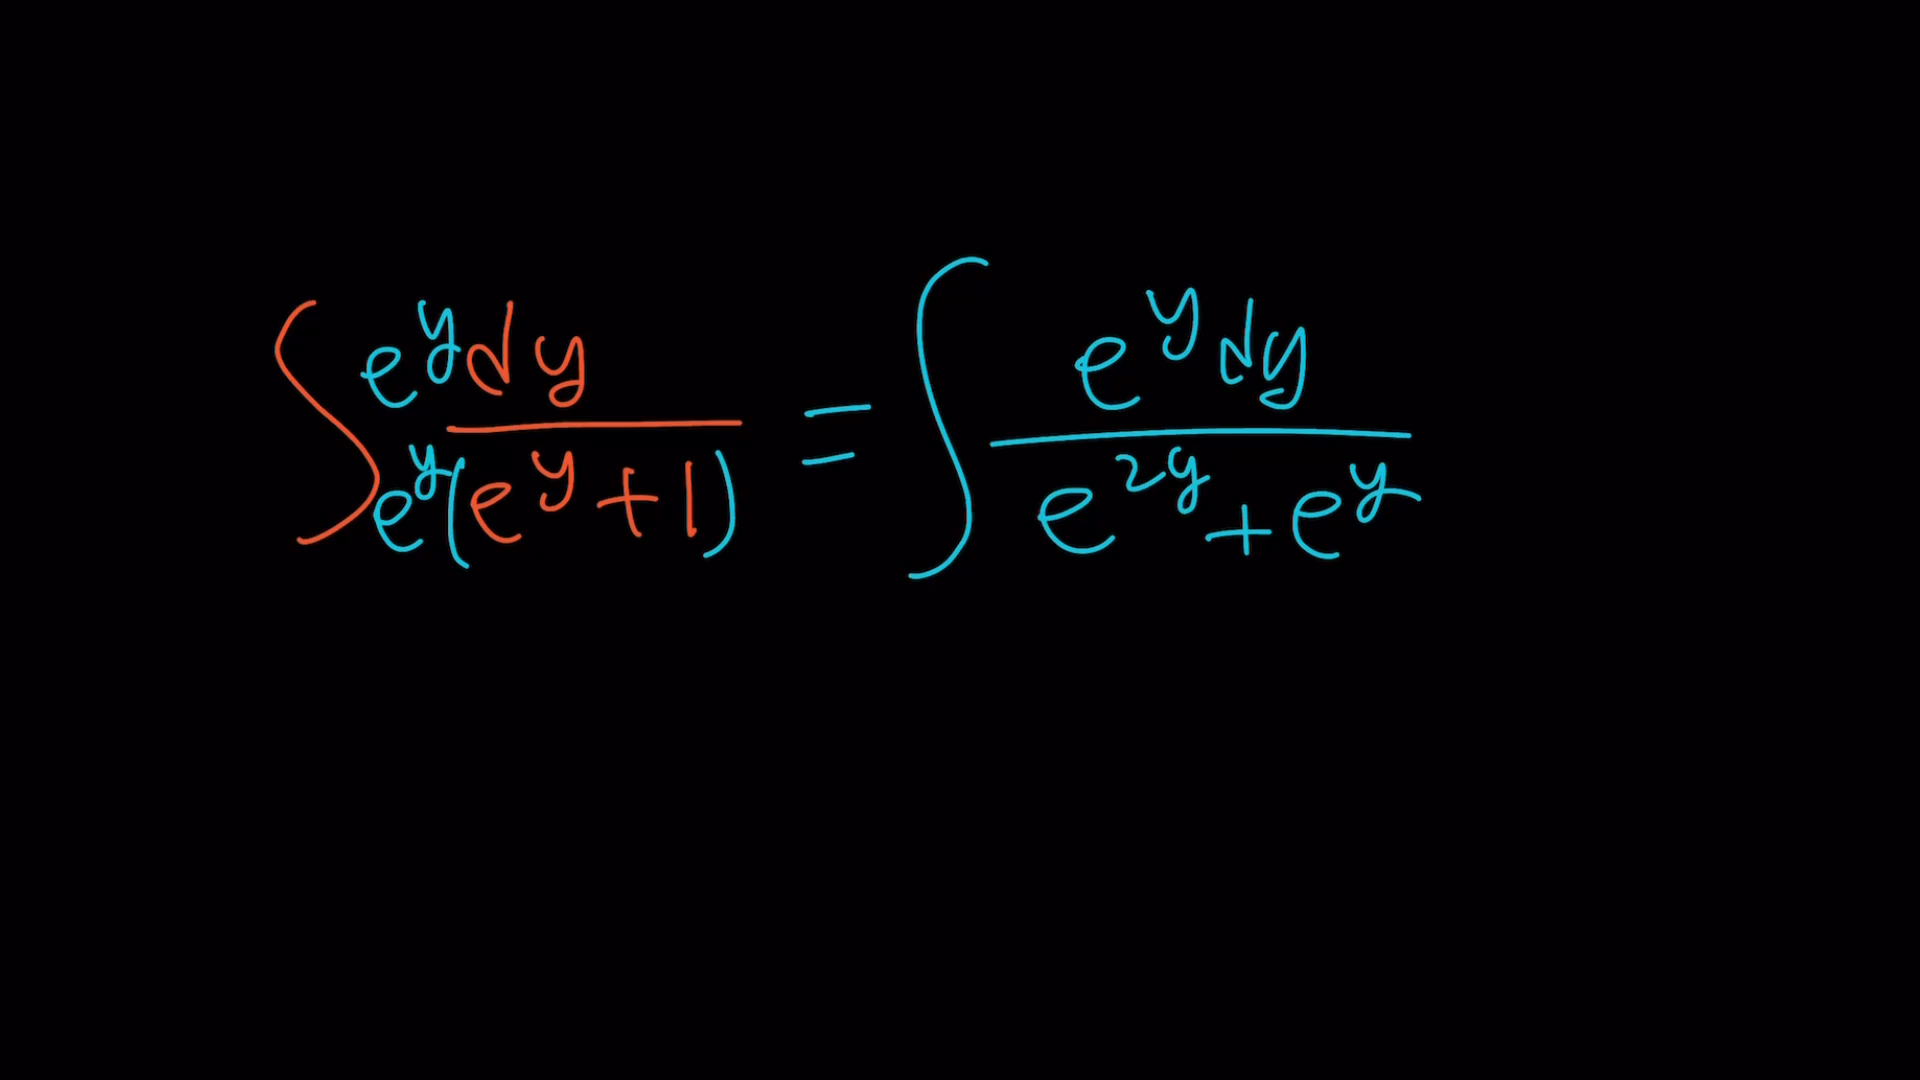 ∫ e^y dy / e^y(e^y + 1) = ∫ e^y dy / e^{2y} + e^y